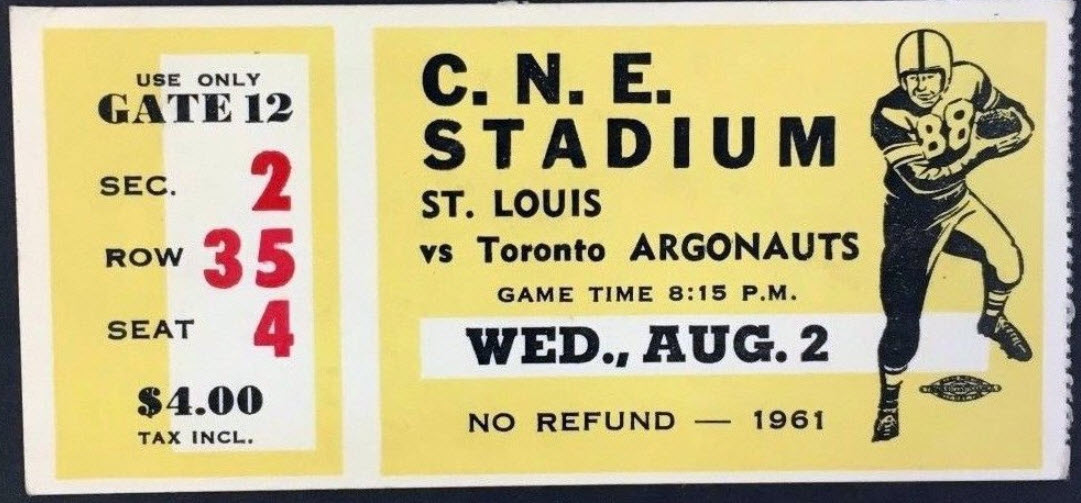 USE ONLY
GATE 12
SEC. 2
ROW 35
SEAT 4
$4.00
TAX INCL.
C. N. E.
STADIUM
ST. LOUIS
vs Toronto ARGONAUTS
GAME TIME 8:15 P.M.
WED., AUG. 2
NO REFUND — 1961
88